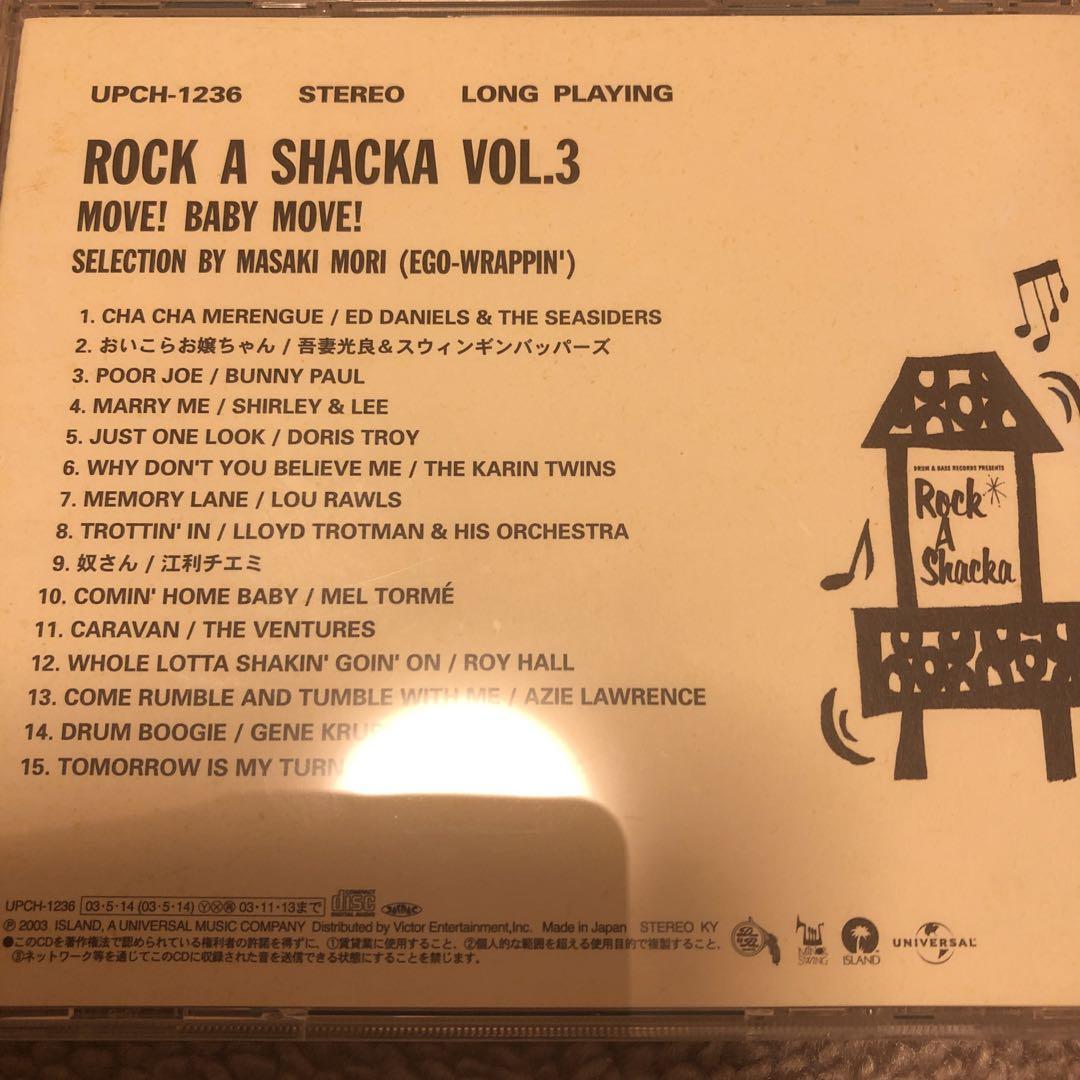 UPCH-1236 STEREO LONG PLAYING
ROCK A SHACKA VOL.3
MOVE! BABY MOVE!
SELECTION BY MASAKI MORI (EGO-WRAPPIN')
1. CHA CHA MERENGUE / ED DANIELS & THE SEASIDERS
2. おいこらお嬢ちゃん / 吾妻光良&スウィンギンバッパーズ
3. POOR JOE / BUNNY PAUL
4. MARRY ME / SHIRLEY & LEE
5. JUST ONE LOOK / DORIS TROY
6. WHY DON'T YOU BELIEVE ME / THE KARIN TWINS
7. MEMORY LANE / LOU RAWLS
8. TROTTIN' IN / LLOYD TROTMAN & HIS ORCHESTRA
9. 奴さん / 江利チエミ
10. COMIN' HOME BABY / MEL TORMÉ
11. CARAVAN / THE VENTURES
12. WHOLE LOTTA SHAKIN' GOIN' ON / ROY HALL
13. COME RUMBLE AND TUMBLE WITH ME / AZIE LAWRENCE
14. DRUM BOOGIE / GENE
15. TOMORROW IS MY TURN
DRUM & BASS RECORDS PRESENTS
Rock
A
Shacka
UPCH-1236 03・5・14 (03・5・14) 03・11・13まで COMPACT disc DIGITAL AUDIO
℗ 2003 ISLAND, A UNIVERSAL MUSIC COMPANY Distributed by Victor Entertainment,Inc. Made in Japan STEREO KY
●このCDを著作権法で認められている権利者の許諾を得ずに、①賃貸業に使用すること、②個人的な範囲を超える使用目的で複製すること、
③ネットワーク等を通じてこのCDに収録された音を送信できる状態にすることを禁じます。
MINOR SWING
ISLAND
UNIVERSAL